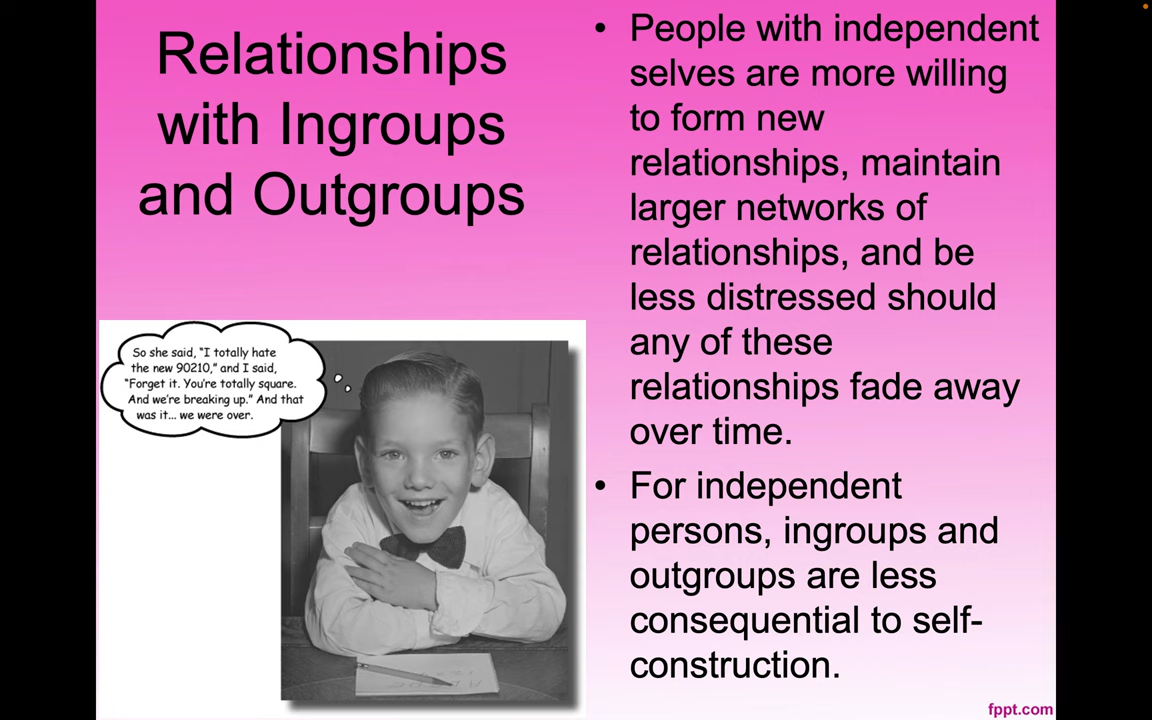 Relationships
with Ingroups
and Outgroups
So she said, "I totally hate
the new 90210," and I said,
"Forget it. You're totally square.
And we're breaking up." And that
was it... we were over.
• People with independent
selves are more willing
to form new
relationships, maintain
larger networks of
relationships, and be
less distressed should
any of these
relationships fade away
over time.
• For independent
persons, ingroups and
outgroups are less
consequential to self-
construction.
fppt.com